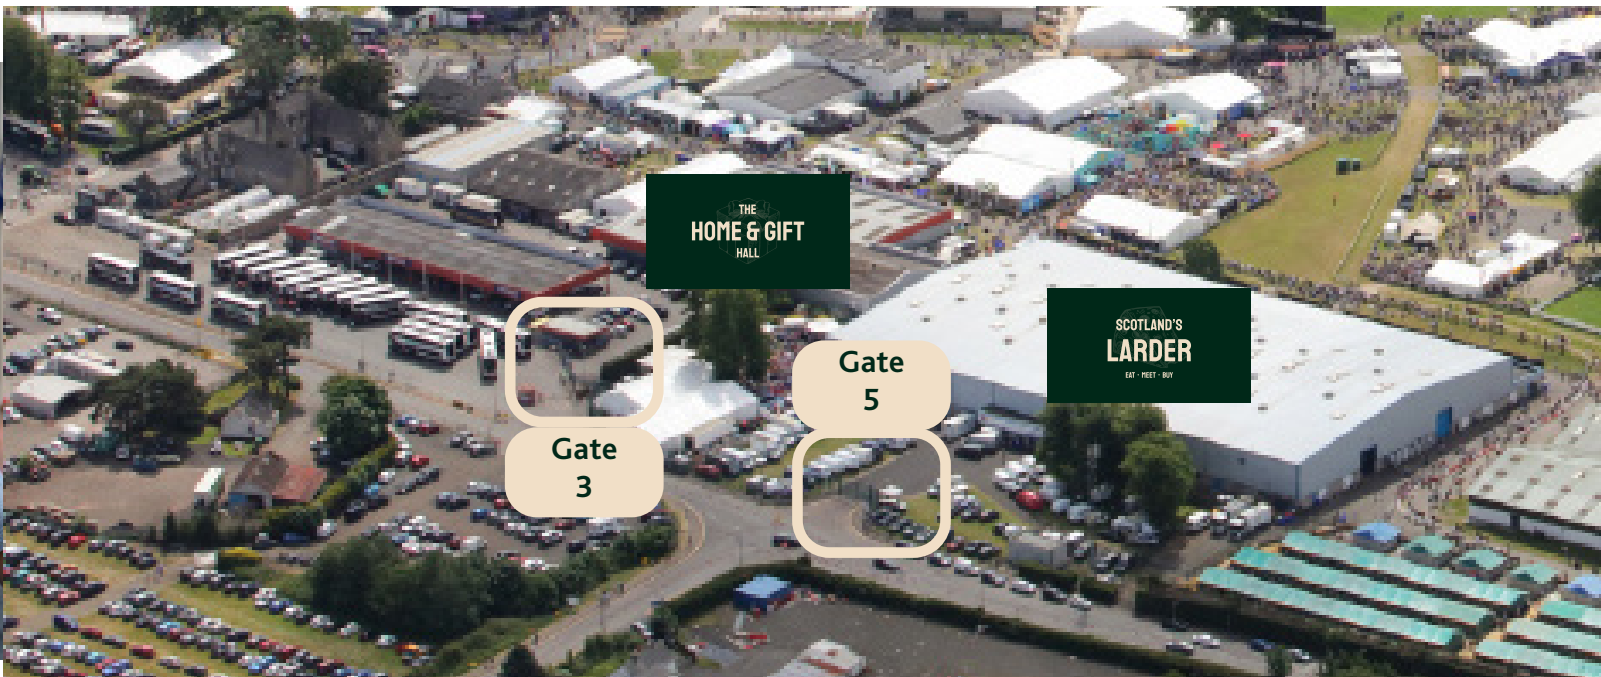 THE
HOME & GIFT
HALL
SCOTLAND'S
LARDER
EAT · MEET · BUY
Gate
5
Gate
3